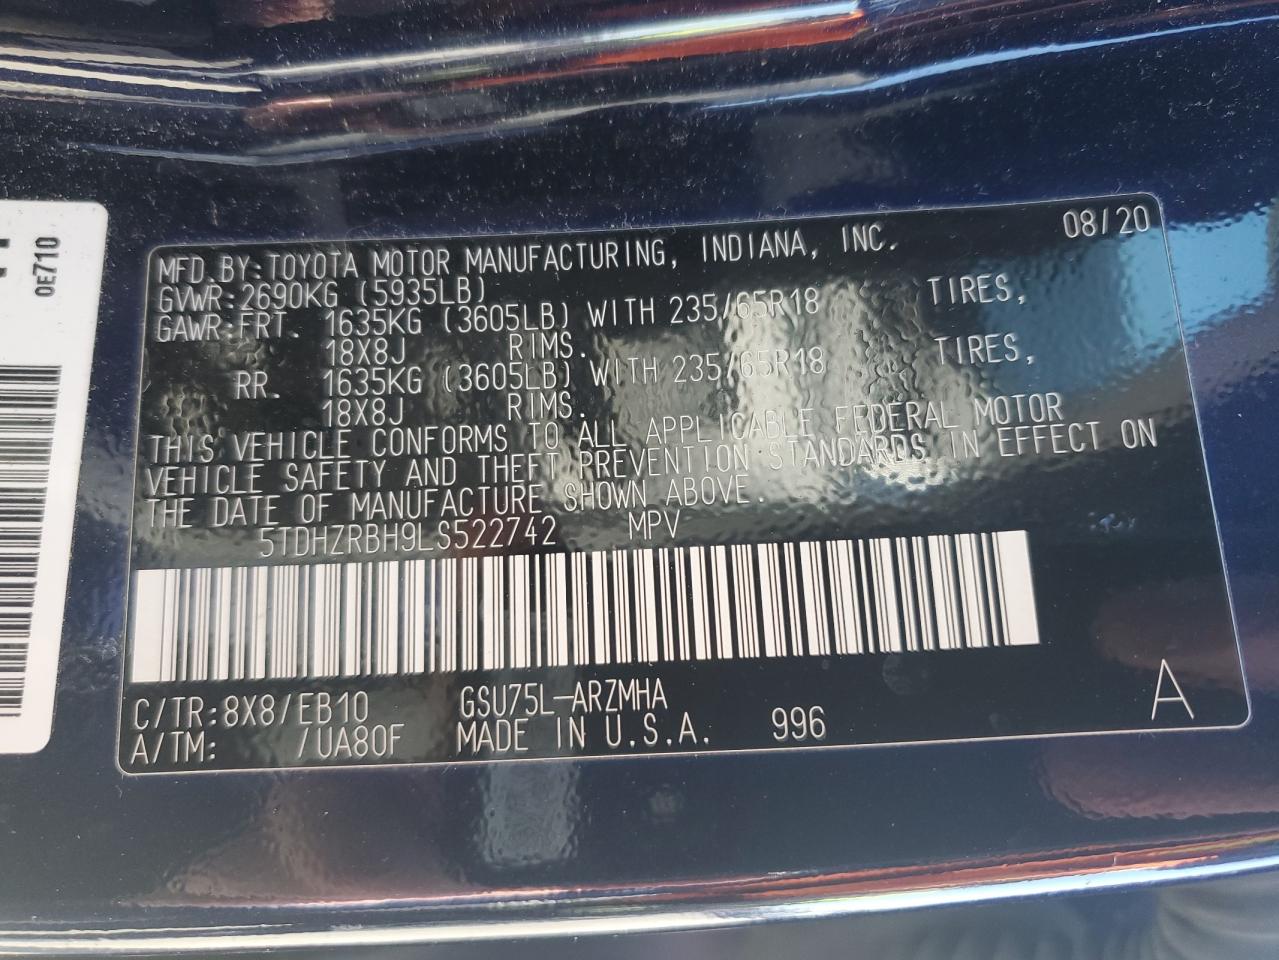 0E710
08/20
MFD.BY:TOYOTA MOTOR MANUFACTURING, INDIANA, INC.
GVWR:2690KG (5935LB)
GAWR:FRT. 1635KG (3605LB) WITH 235/65R18 TIRES,
18X8J RIMS.
RR. 1635KG (3605LB) WITH 235/65R18 TIRES,
18X8J RIMS.
THIS VEHICLE CONFORMS TO ALL APPLICABLE FEDERAL MOTOR
VEHICLE SAFETY AND THEFT PREVENTION STANDARDS IN EFFECT ON
THE DATE OF MANUFACTURE SHOWN ABOVE.
5TDHZRBH9LS522742 MPV
C/TR:8X8/EB10 GSU75L-ARZMHA
A/TM: /UA80F MADE IN U.S.A. 996
A